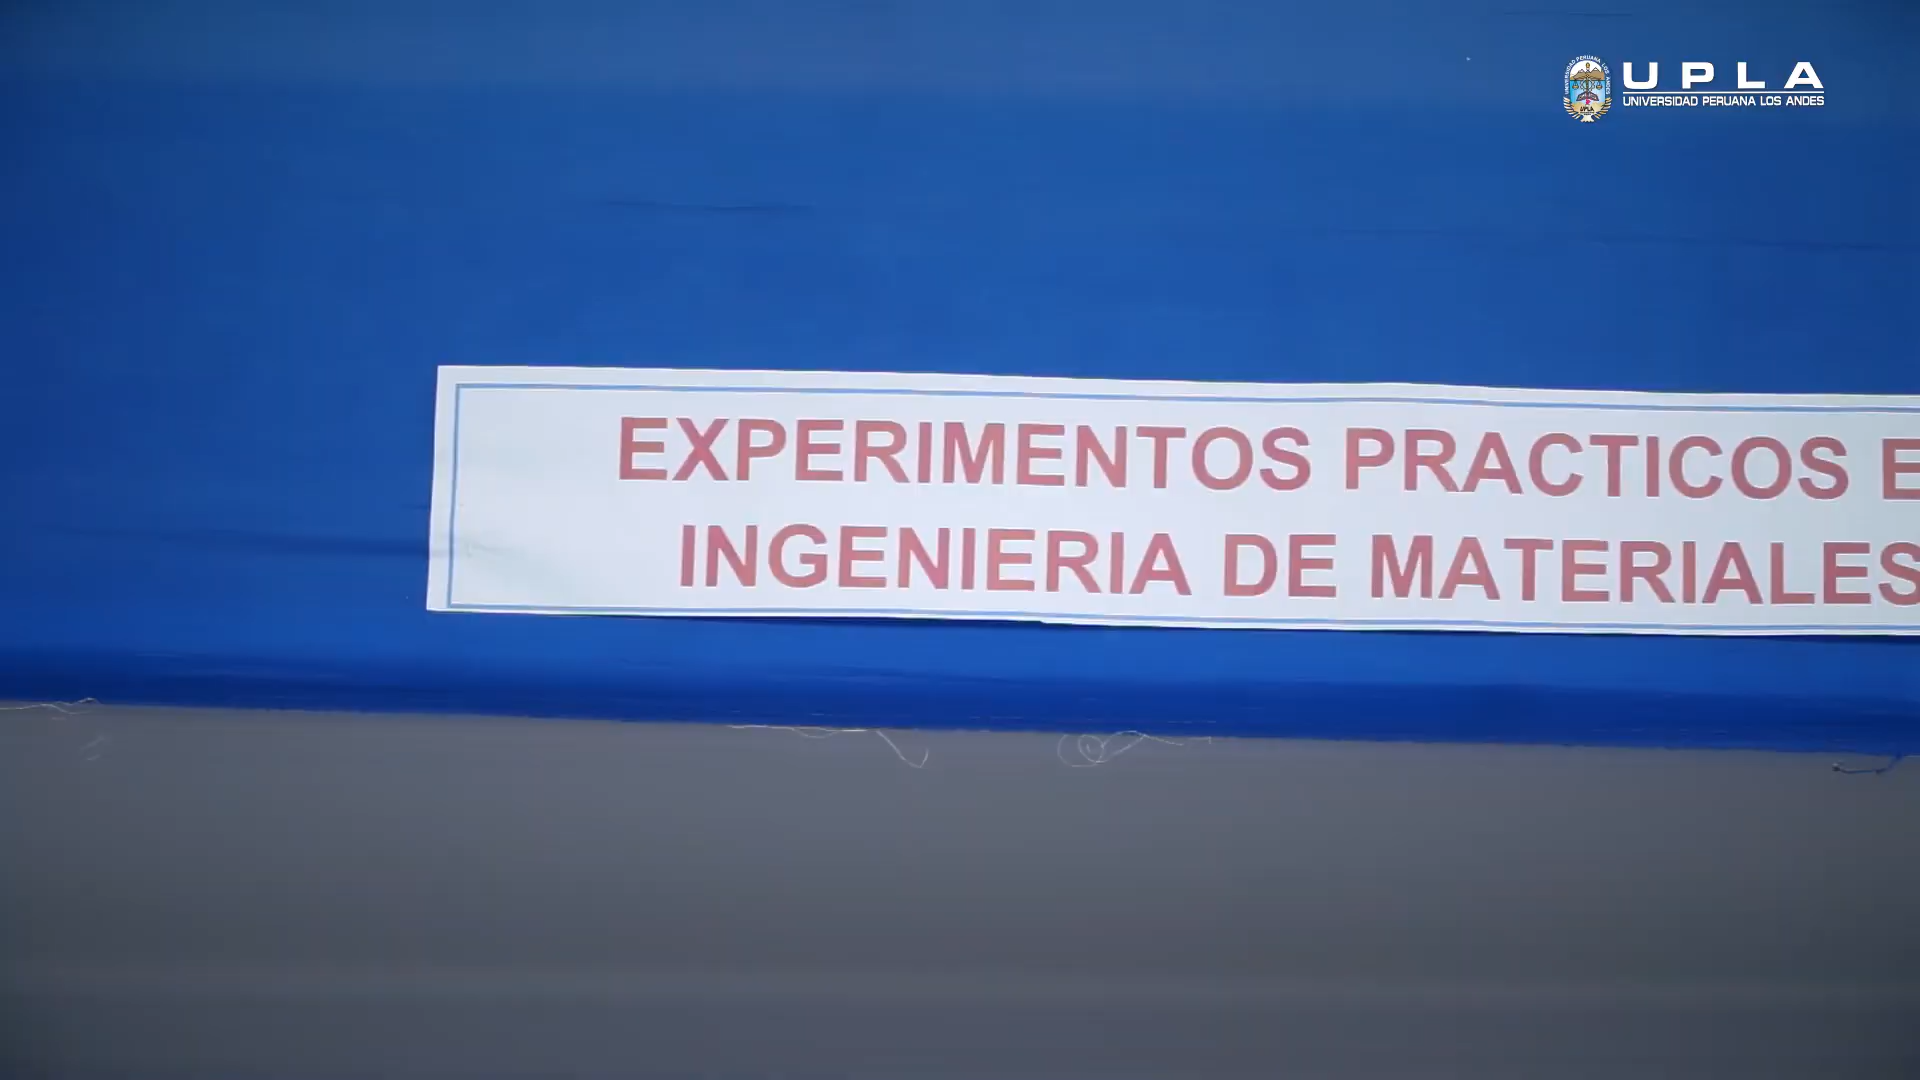 UPLA
UNIVERSIDAD PERUANA LOS ANDES
EXPERIMENTOS PRACTICOS E
INGENIERIA DE MATERIALES